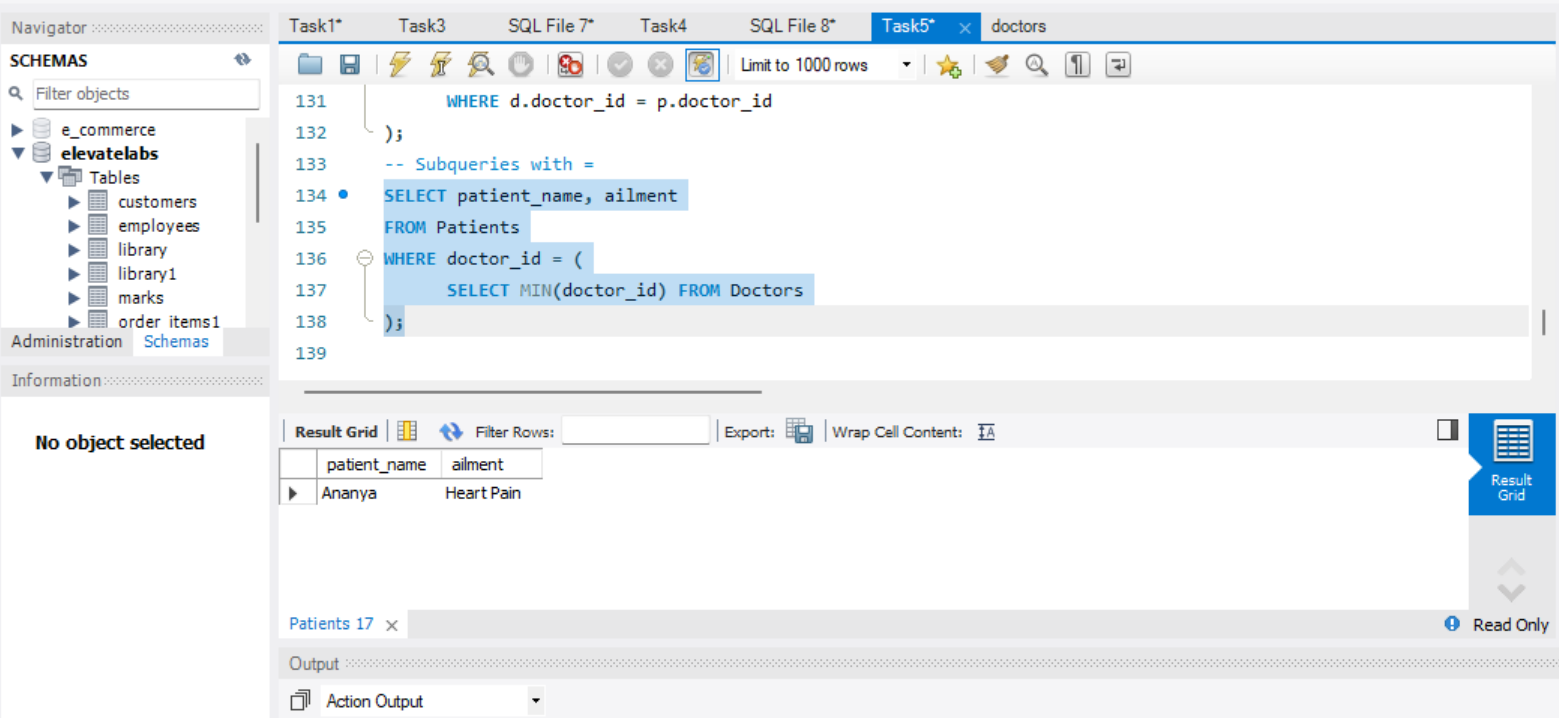 Navigator
Task1*
Task3
SQL File 7*
Task4
SQL File 8*
Task5*
doctors
SCHEMAS
Limit to 1000 rows
Filter objects
e_commerce
elevatelabs
Tables
customers
employees
library
library1
marks
order_items1
Administration Schemas
Information
No object selected
131 WHERE d.doctor_id = p.doctor_id
132 );
133 -- Subqueries with =
134 SELECT patient_name, ailment
135 FROM Patients
136 WHERE doctor_id = (
137 SELECT MIN(doctor_id) FROM Doctors
138 );
139
Result Grid Filter Rows: Export: Wrap Cell Content: IA
patient_name ailment
Ananya Heart Pain
Result
Grid
Patients 17
Read Only
Output
Action Output